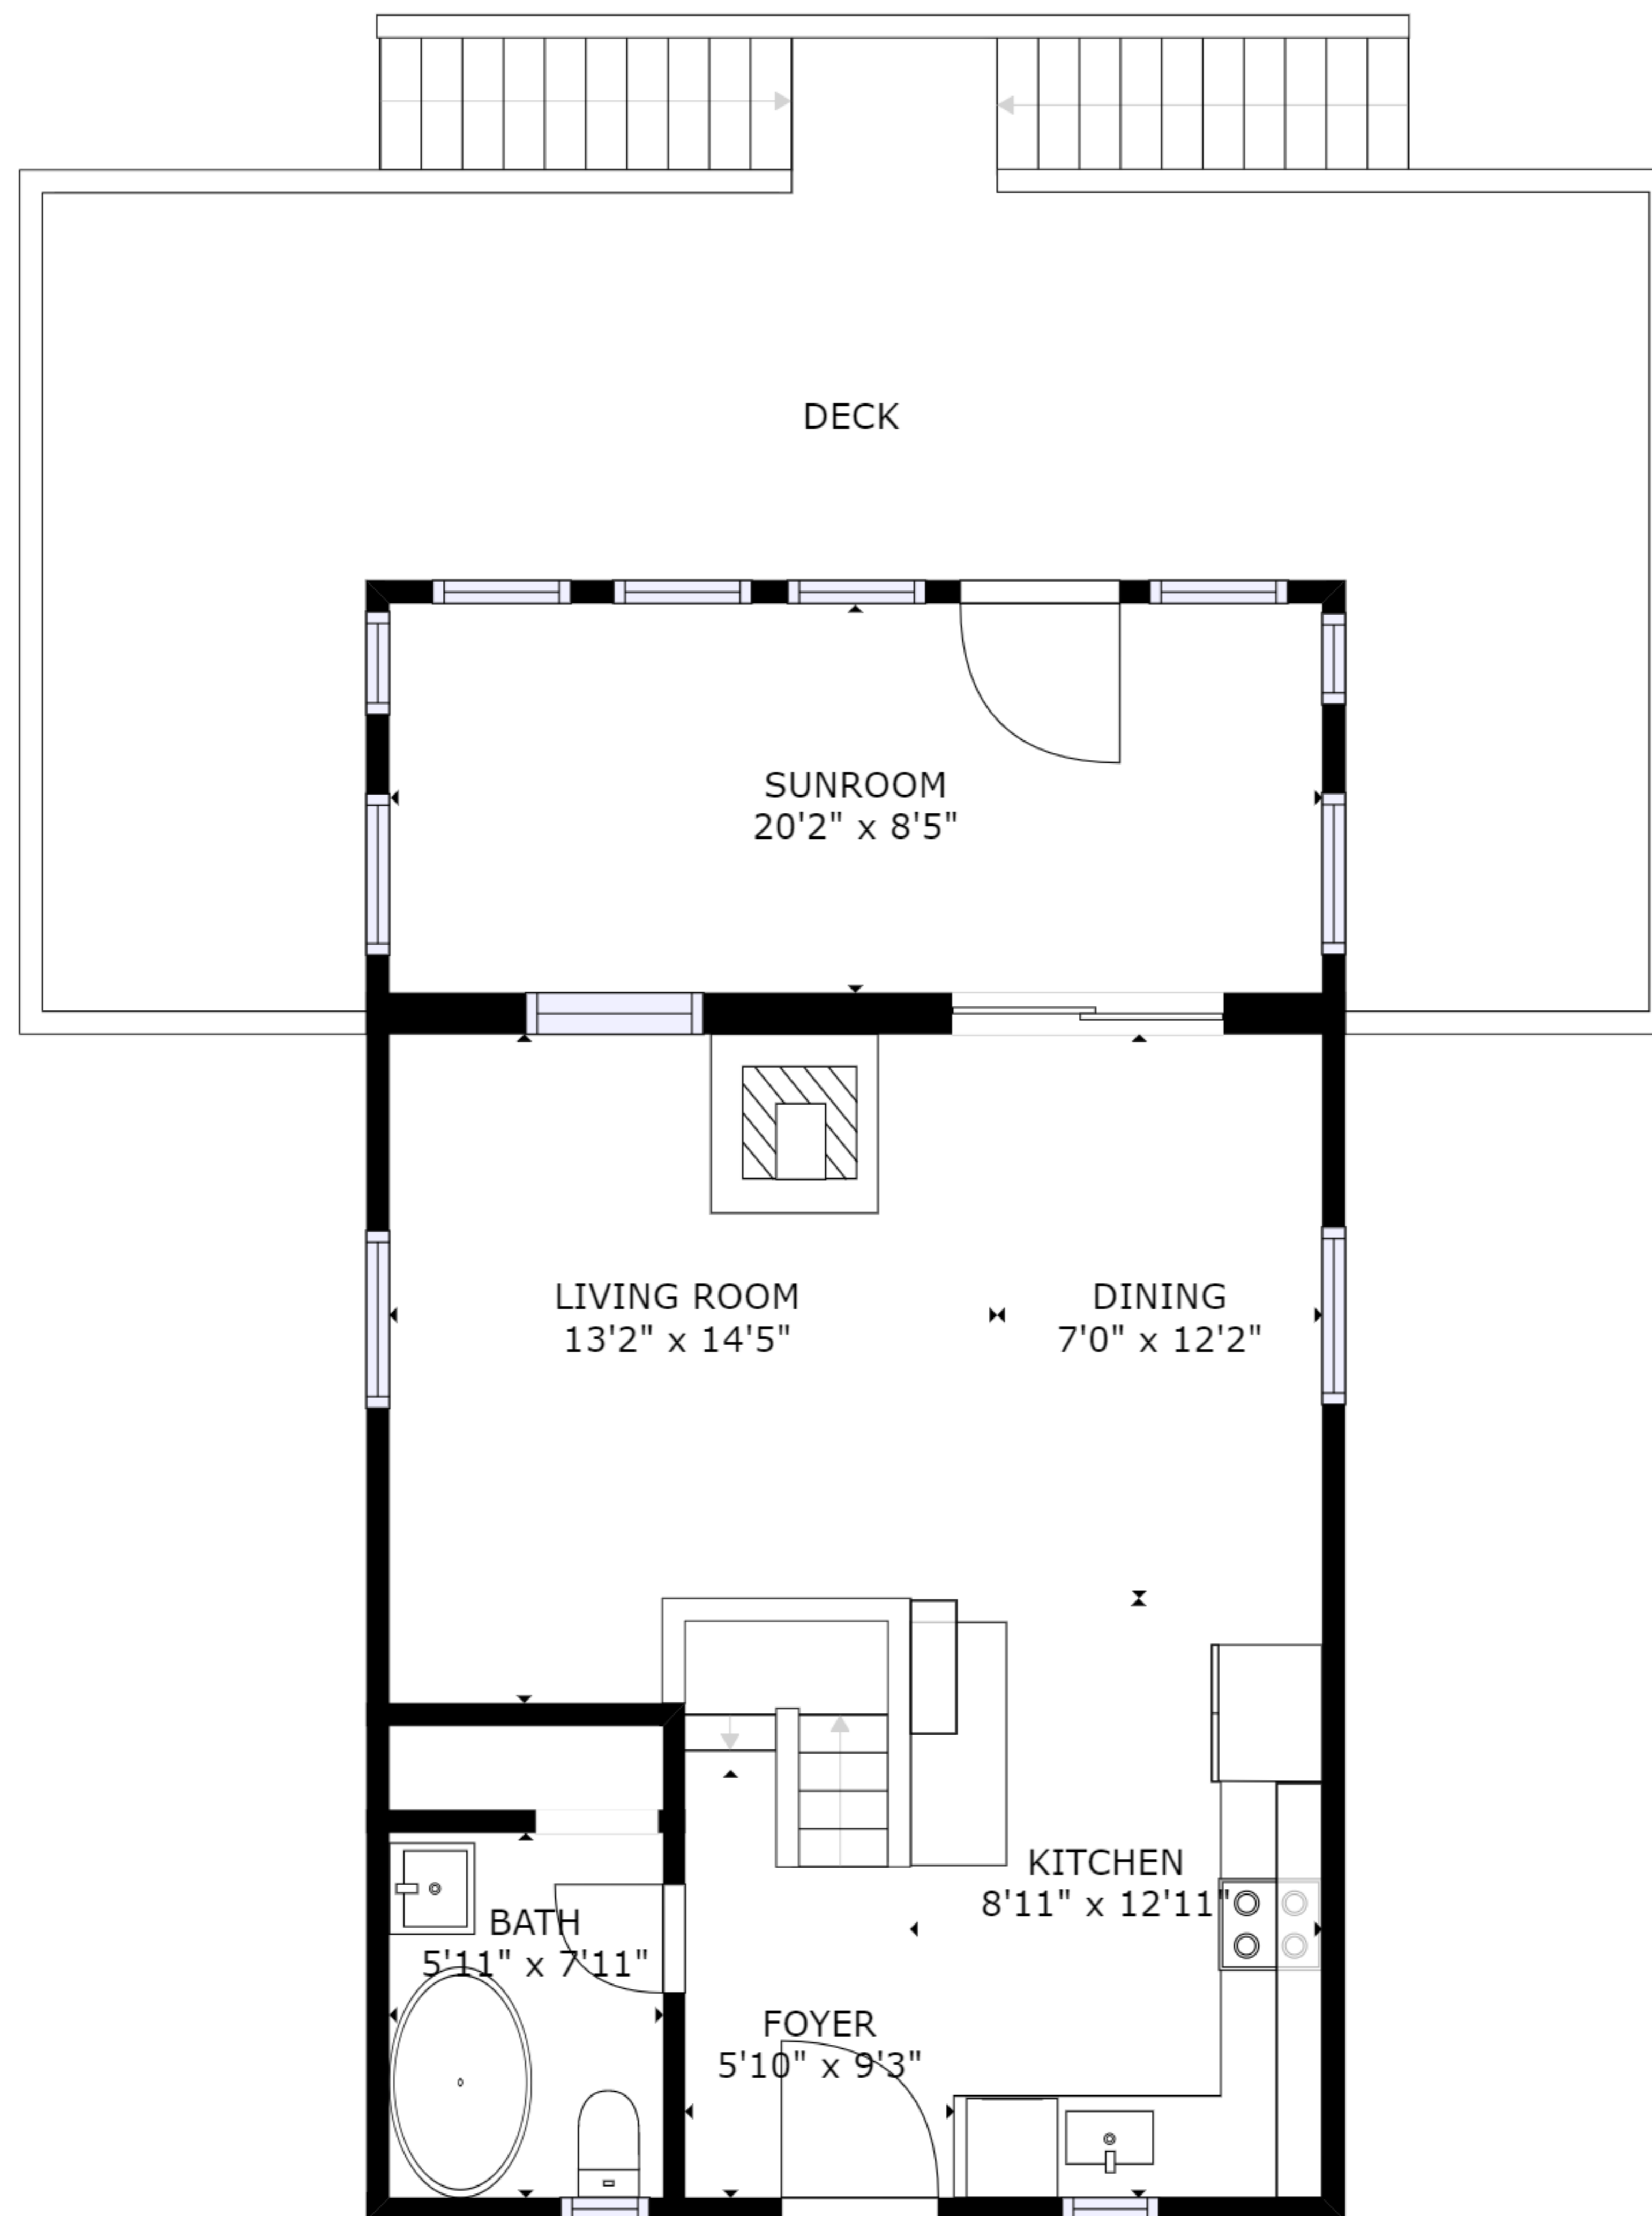 DECK
SUNROOM
20'2" x 8'5"
LIVING ROOM
13'2" x 14'5"
DINING
7'0" x 12'2"
KITCHEN
8'11" x 12'11"
BATH
5'11" x 7'11"
FOYER
5'10" x 9'3"